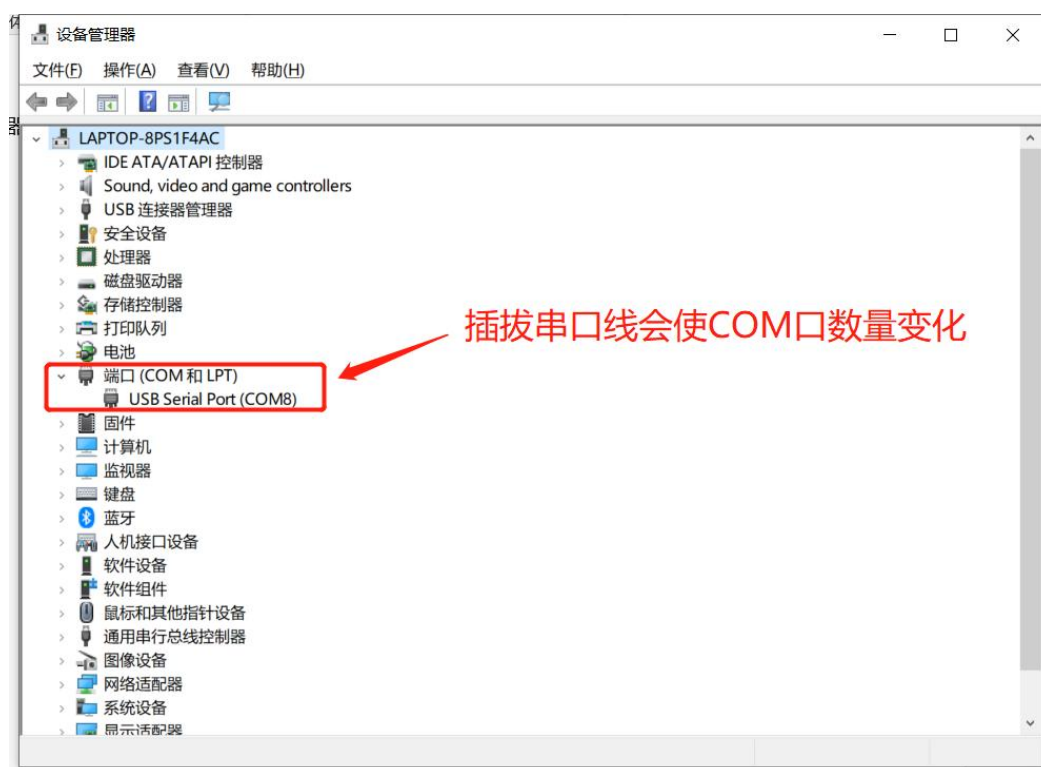 设备管理器
文件(F) 操作(A) 查看(V) 帮助(H)
LAPTOP-8PS1F4AC
IDE ATA/ATAPI 控制器
Sound, video and game controllers
USB 连接器管理器
安全设备
处理器
磁盘驱动器
存储控制器
打印队列
电池
端口 (COM 和 LPT)
USB Serial Port (COM8)
插拔串口线会使COM口数量变化
固件
计算机
监视器
键盘
蓝牙
人机接口设备
软件设备
软件组件
鼠标和其他指针设备
通用串行总线控制器
图像设备
网络适配器
系统设备
显示适配器